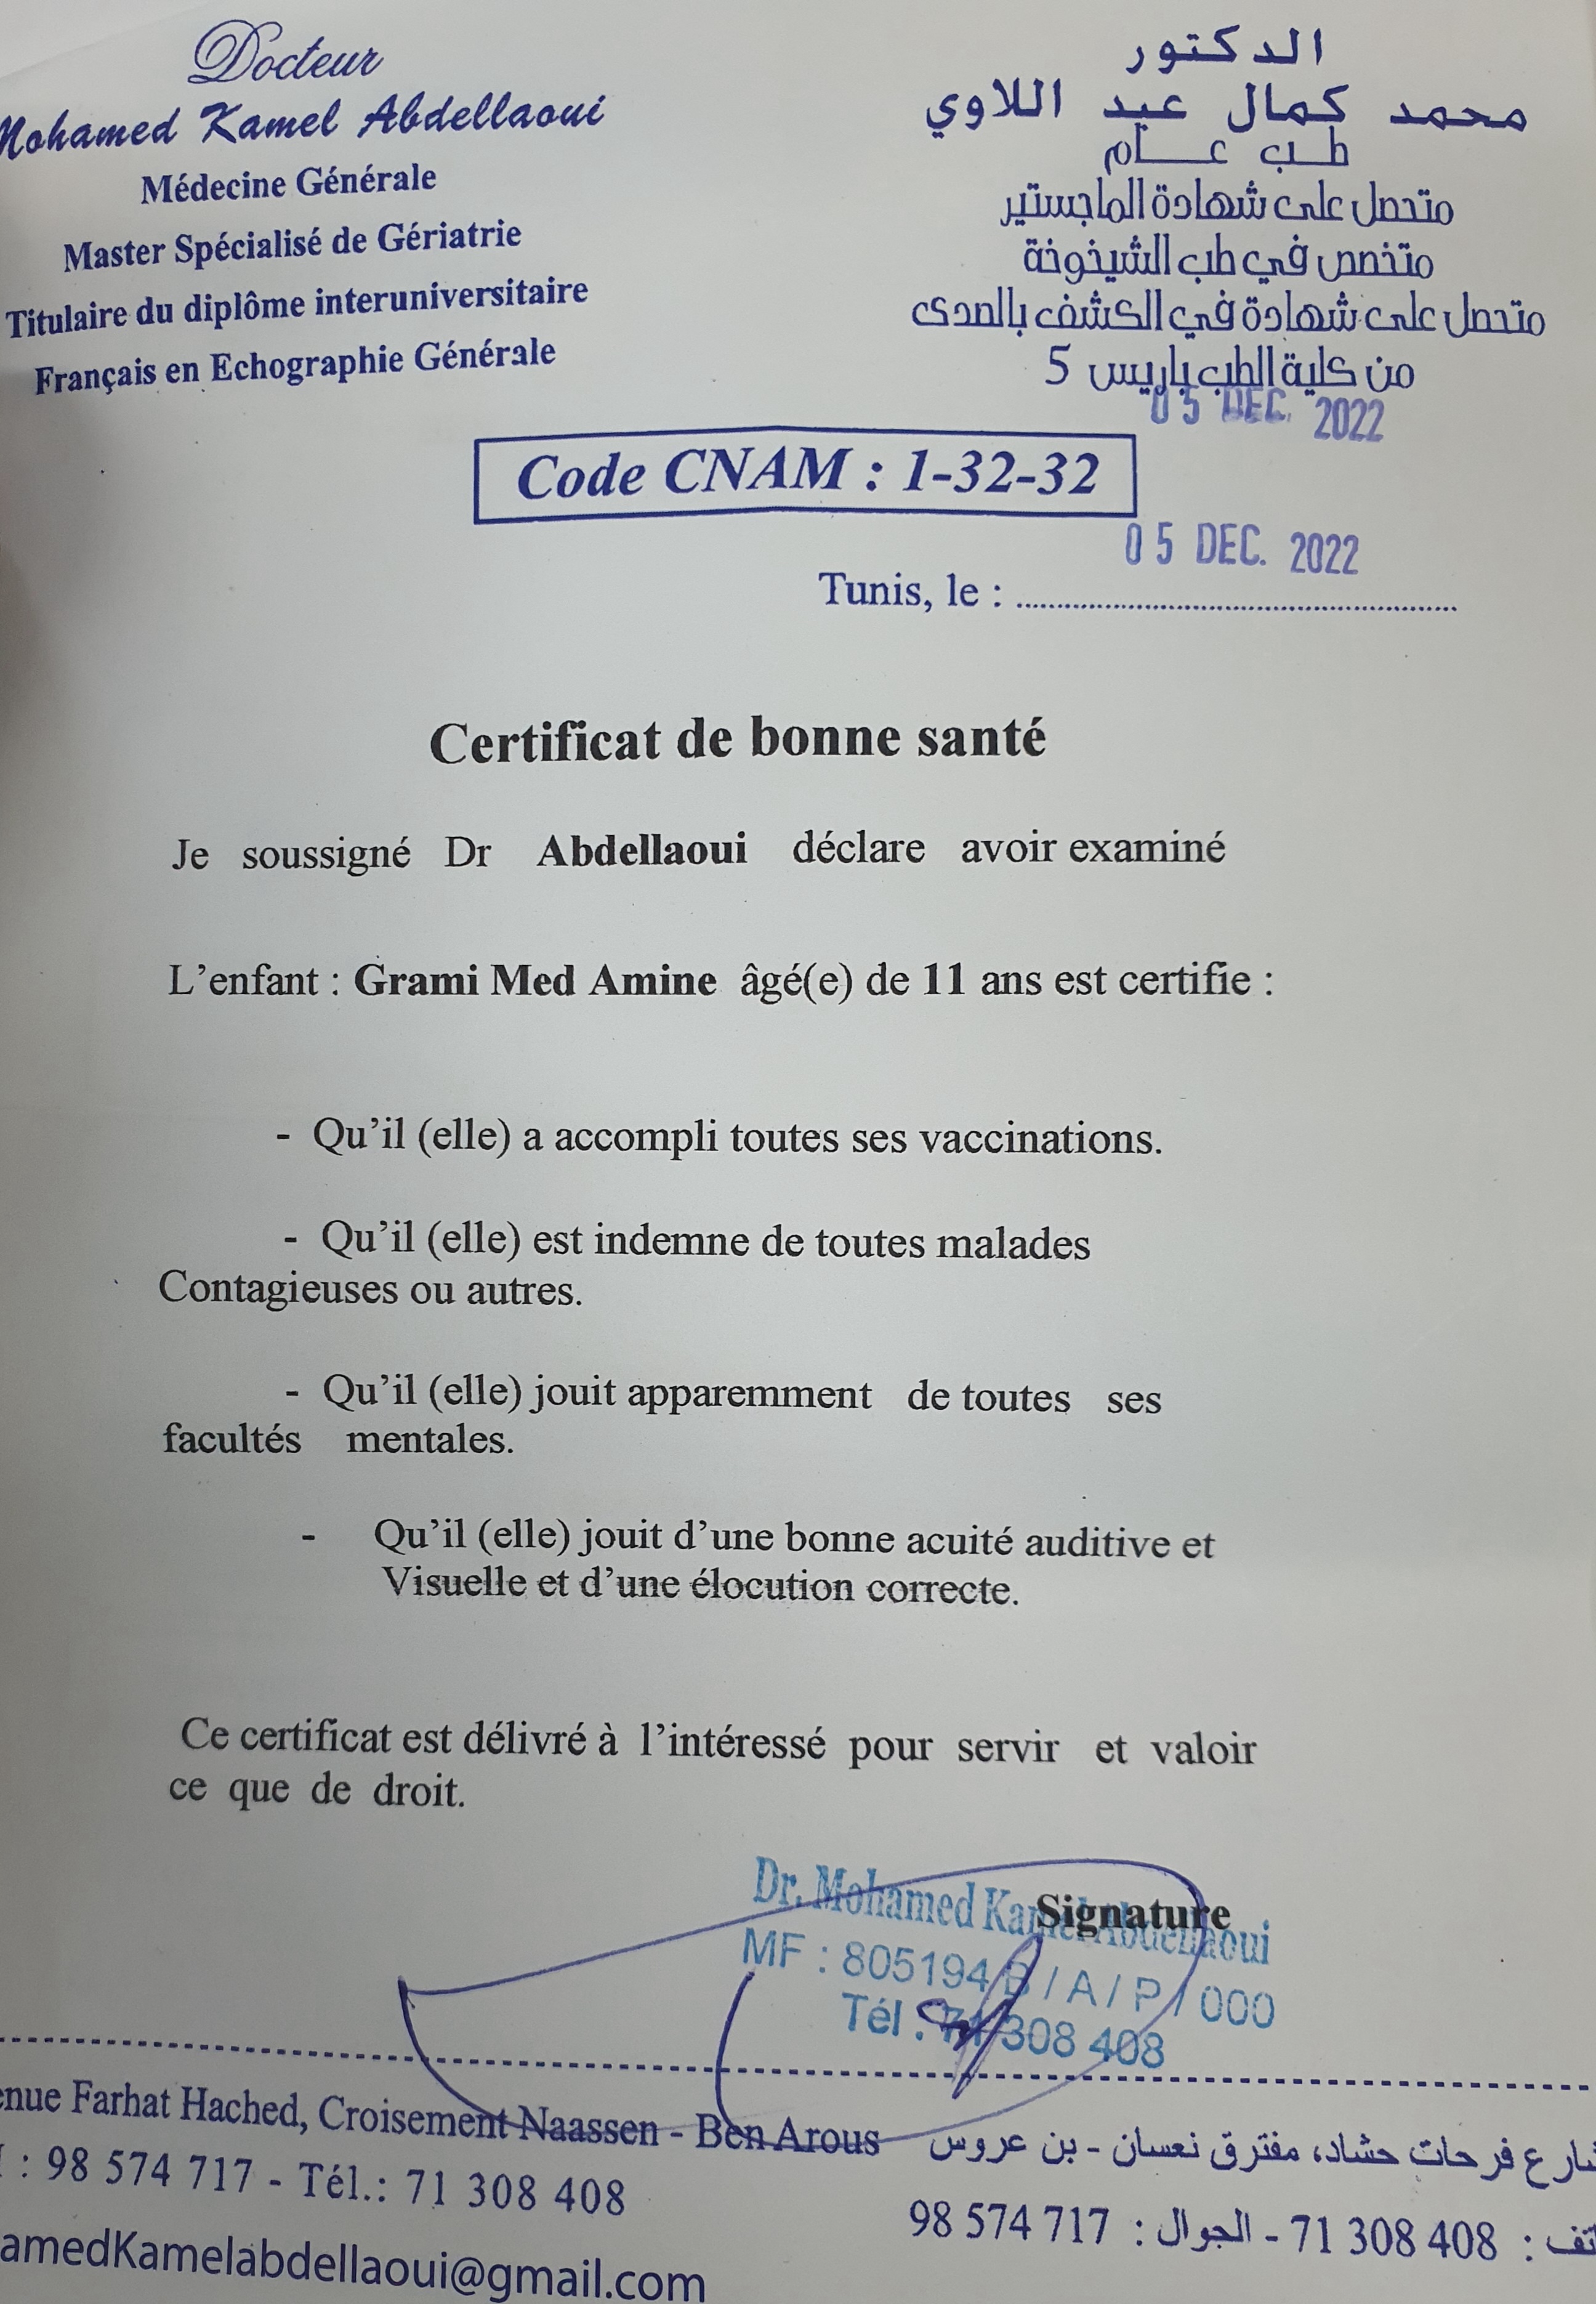 Docteur
Mohamed Kamel Abdellaoui
Médecine Générale
Master Spécialisé de Gériatrie
Titulaire du diplôme interuniversitaire
Français en Echographie Générale
الدكتور
محمد كمال عبد اللاوي
طب عام
متحصل على شهادة الماجستير
متخصص في طب الشيخوخة
متحصل على شهادة في الكشف بالصدى
من كلية الطب باريس 5
05 DEC. 2022
Code CNAM : 1-32-32
05 DEC. 2022
Tunis, le :
Certificat de bonne santé
Je soussigné Dr Abdellaoui déclare avoir examiné
L’enfant : Grami Med Amine âgé(e) de 11 ans est certifie :
- Qu’il (elle) a accompli toutes ses vaccinations.
- Qu’il (elle) est indemne de toutes malades
Contagieuses ou autres.
- Qu’il (elle) jouit apparemment de toutes ses
facultés mentales.
- Qu’il (elle) jouit d’une bonne acuité auditive et
Visuelle et d’une élocution correcte.
Ce certificat est délivré à l’intéressé pour servir et valoir
ce que de droit.
Signature
Dr. Mohamed Kamel Abdellaoui
MF : 805194 B / A / P / 000
Tél : 71 308 408
enue Farhat Hached, Croisement Naassen - Ben Arous
: 98 574 717 - Tél.: 71 308 408
amedKamelabdellaoui@gmail.com
شارع فرحات حشاد، مفترق نعسان - بن عروس
تف : 71 308 408 - الجوال : 98 574 717